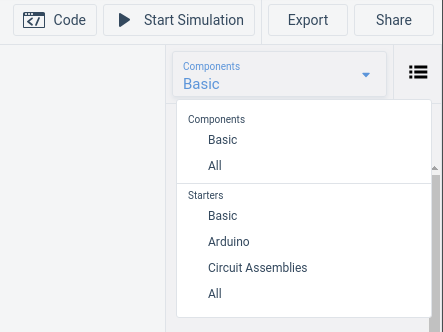 Code
Start Simulation
Export
Share
Components
Basic
Components
Basic
All
Starters
Basic
Arduino
Circuit Assemblies
All